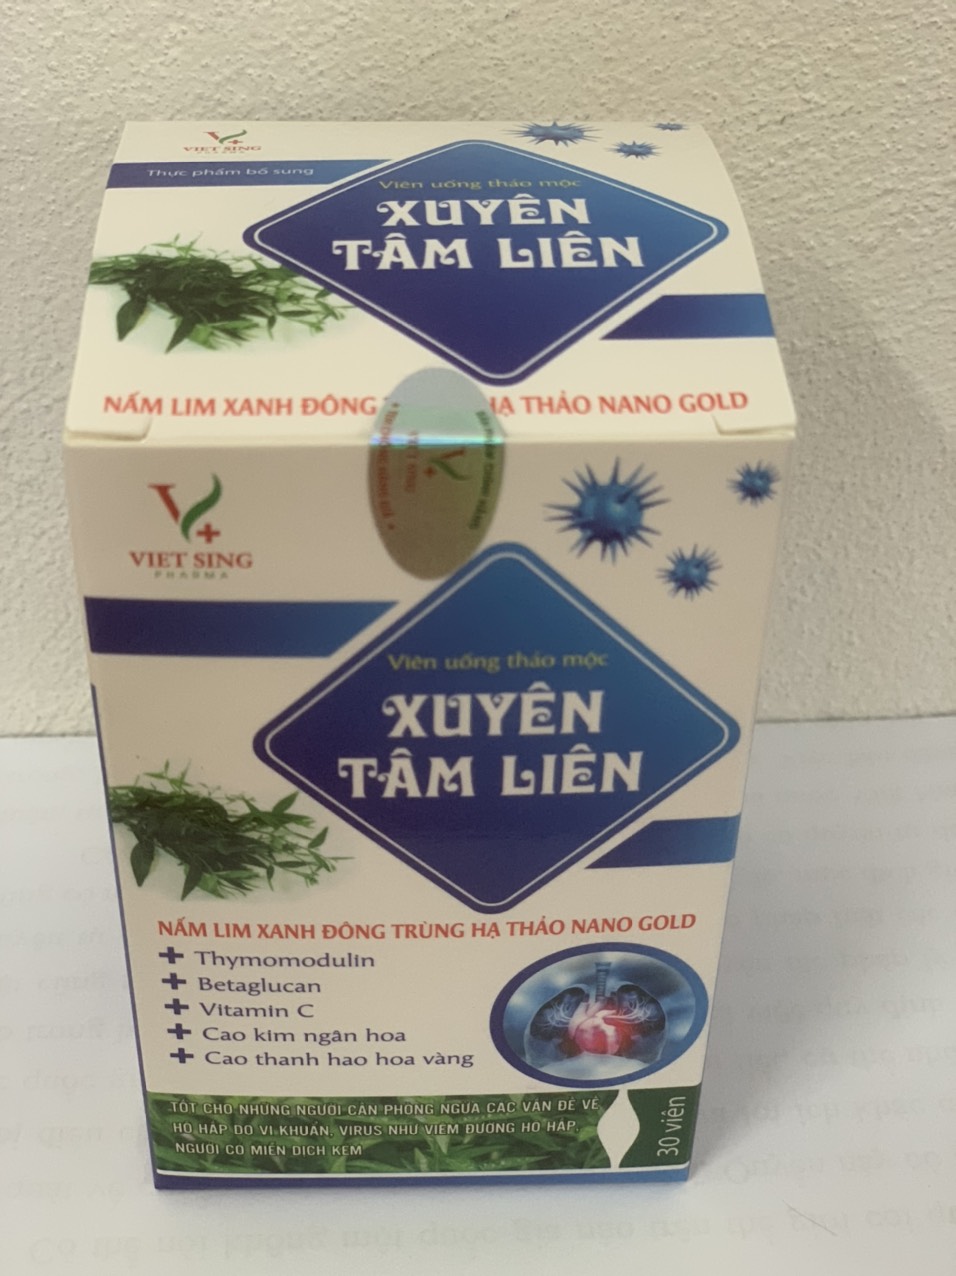 VIET SING
PHARMA
Thực phẩm bổ sung
Viên uống thảo mộc
XUYÊN
TÂM LIÊN
NẤM LIM XANH ĐÔNG HẠ THẢO NANO GOLD
VIET SING
PHARMA
Viên uống thảo mộc
XUYÊN
TÂM LIÊN
NẤM LIM XANH ĐÔNG TRÙNG HẠ THẢO NANO GOLD
+ Thymomodulin
+ Betaglucan
+ Vitamin C
+ Cao kim ngân hoa
+ Cao thanh hao hoa vàng
TỐT CHO NHỮNG NGƯỜI CẦN PHÒNG NGỪA CÁC VẤN ĐỀ VỀ
HÔ HẤP DO VI KHUẨN, VIRUS NHƯ VIÊM ĐƯỜNG HÔ HẤP,
NGƯỜI CÓ MIỄN DỊCH KÉM
30 viên